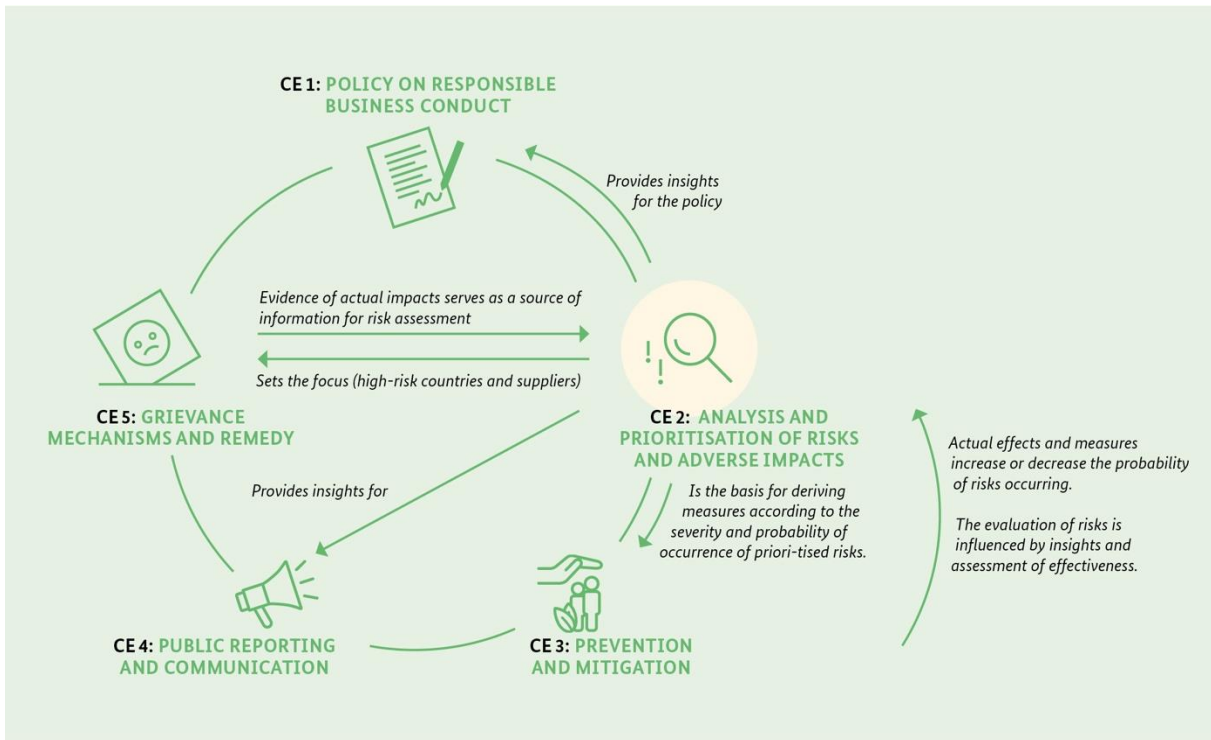 CE 1: POLICY ON RESPONSIBLE
BUSINESS CONDUCT
Provides insights
for the policy
Evidence of actual impacts serves as a source of
information for risk assessment
Sets the focus (high-risk countries and suppliers)
CE 5: GRIEVANCE
MECHANISMS AND REMEDY
CE 2: ANALYSIS AND
PRIORITISATION OF RISKS
AND ADVERSE IMPACTS
Actual effects and measures
increase or decrease the probability
of risks occurring.
The evaluation of risks is
influenced by insights and
assessment of effectiveness.
Provides insights for
Is the basis for deriving
measures according to the
severity and probability of
occurrence of priori-tised risks.
CE 4: PUBLIC REPORTING
AND COMMUNICATION
CE 3: PREVENTION
AND MITIGATION